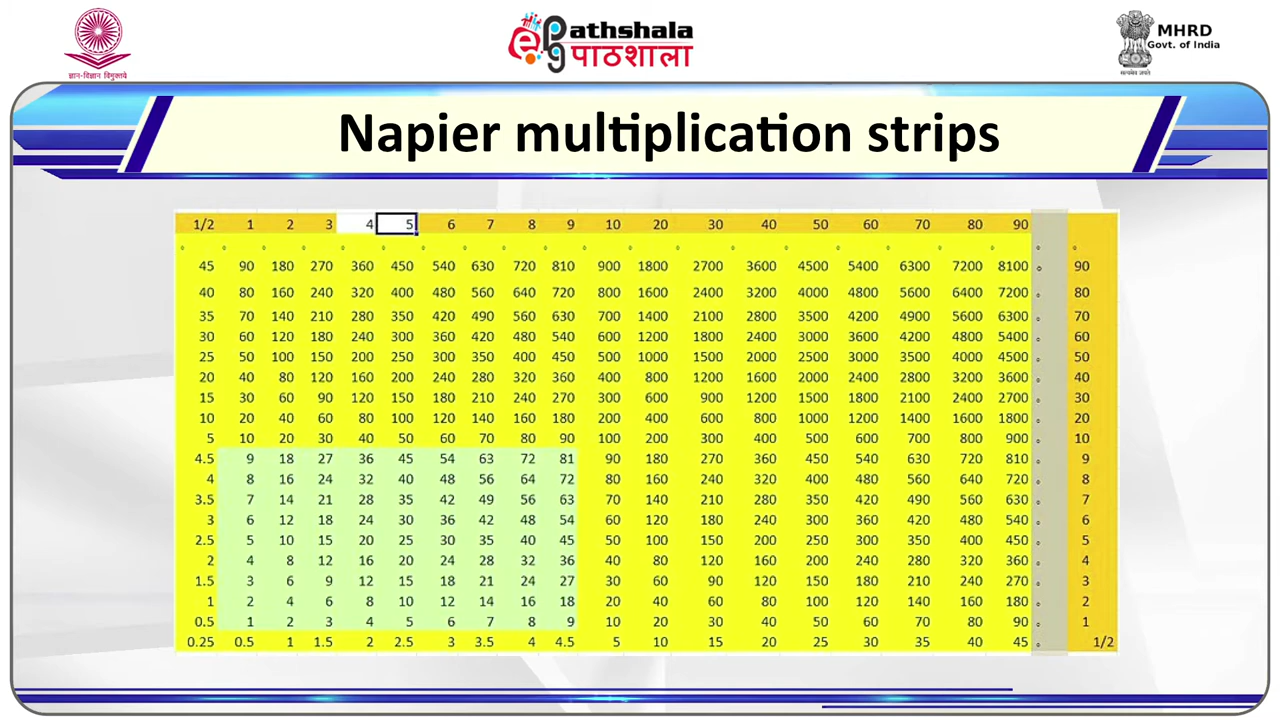 Pathshala
पाठशाला
MHRD
Govt. of India
ज्ञान-विज्ञान विमुक्तये
सत्यमेव जयते
Napier multiplication strips
1/2 1 2 3 4 5 6 7 8 9 10 20 30 40 50 60 70 80 90
45 90 180 270 360 450 540 630 720 810 900 1800 2700 3600 4500 5400 6300 7200 8100 90
40 80 160 240 320 400 480 560 640 720 800 1600 2400 3200 4000 4800 5600 6400 7200 80
35 70 140 210 280 350 420 490 560 630 700 1400 2100 2800 3500 4200 4900 5600 6300 70
30 60 120 180 240 300 360 420 480 540 600 1200 1800 2400 3000 3600 4200 4800 5400 60
25 50 100 150 200 250 300 350 400 450 500 1000 1500 2000 2500 3000 3500 4000 4500 50
20 40 80 120 160 200 240 280 320 360 400 800 1200 1600 2000 2400 2800 3200 3600 40
15 30 60 90 120 150 180 210 240 270 300 600 900 1200 1500 1800 2100 2400 2700 30
10 20 40 60 80 100 120 140 160 180 200 400 600 800 1000 1200 1400 1600 1800 20
5 10 20 30 40 50 60 70 80 90 100 200 300 400 500 600 700 800 900 10
4.5 9 18 27 36 45 54 63 72 81 90 180 270 360 450 540 630 720 810 9
4 8 16 24 32 40 48 56 64 72 80 160 240 320 400 480 560 640 720 8
3.5 7 14 21 28 35 42 49 56 63 70 140 210 280 350 420 490 560 630 7
3 6 12 18 24 30 36 42 48 54 60 120 180 240 300 360 420 480 540 6
2.5 5 10 15 20 25 30 35 40 45 50 100 150 200 250 300 350 400 450 5
2 4 8 12 16 20 24 28 32 36 40 80 120 160 200 240 280 320 360 4
1.5 3 6 9 12 15 18 21 24 27 30 60 90 120 150 180 210 240 270 3
1 2 4 6 8 10 12 14 16 18 20 40 60 80 100 120 140 160 180 2
0.5 1 2 3 4 5 6 7 8 9 10 20 30 40 50 60 70 80 90 1
0.25 0.5 1 1.5 2 2.5 3 3.5 4 4.5 5 10 15 20 25 30 35 40 45 1/2